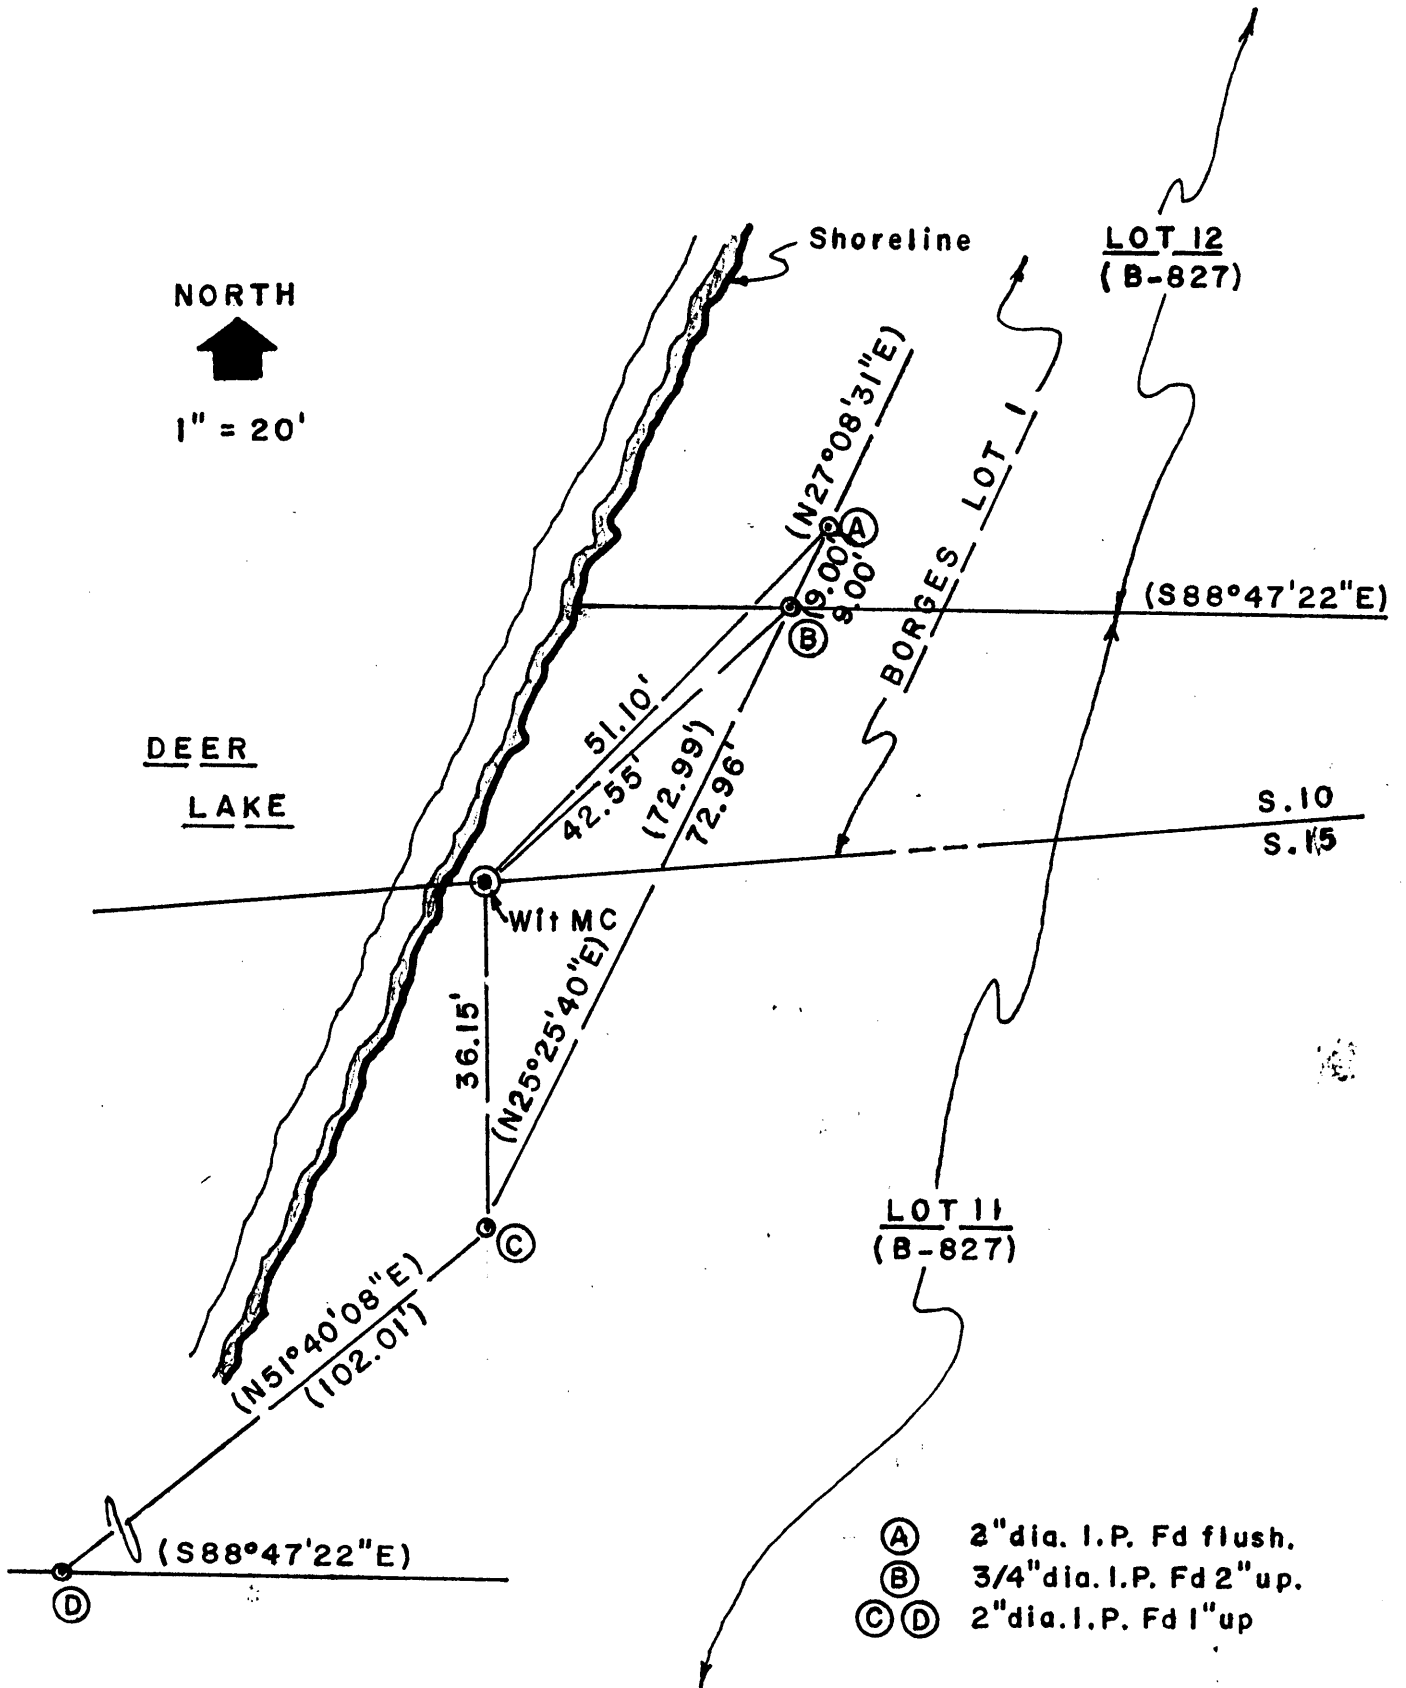 Shoreline
LOT 12
(B-827)
NORTH
1" = 20'
(N27°08'31"E)
BORGES LOT 1
A
(9.00')
9.00'
B
(S88°47'22"E)
51.10'
42.55'
(72.99')
72.96'
DEER
LAKE
S.10
S.15
Wit MC
36.15'
(N25°25'40"E)
C
LOT 11
(B-827)
(N51°40'08"E)
(102.01')
(S88°47'22"E)
D
A 2"dia. I.P. Fd flush.
B 3/4"dia. I.P. Fd 2"up.
C D 2"dia. I.P. Fd 1"up